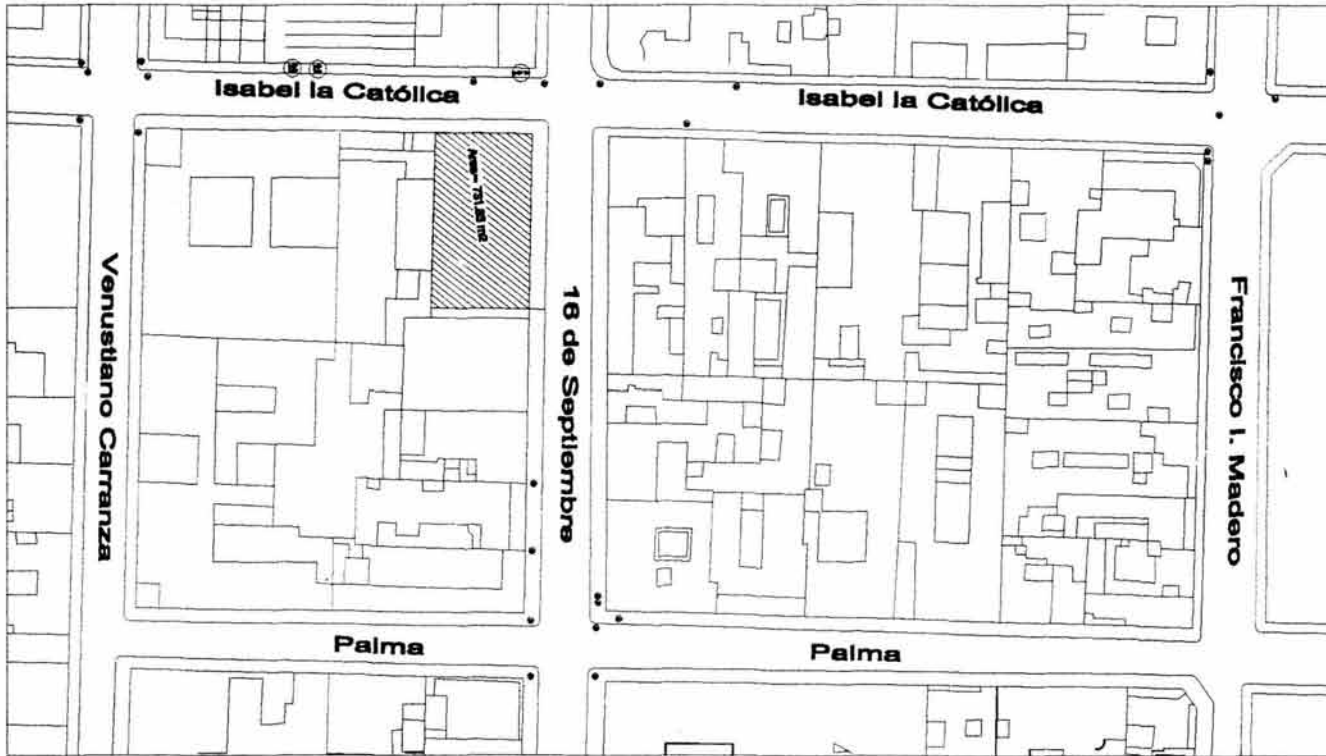 Isabel la Católica
Isabel la Católica
Venustiano Carranza
16 de Septiembre
Francisco I. Madero
Palma
Palma